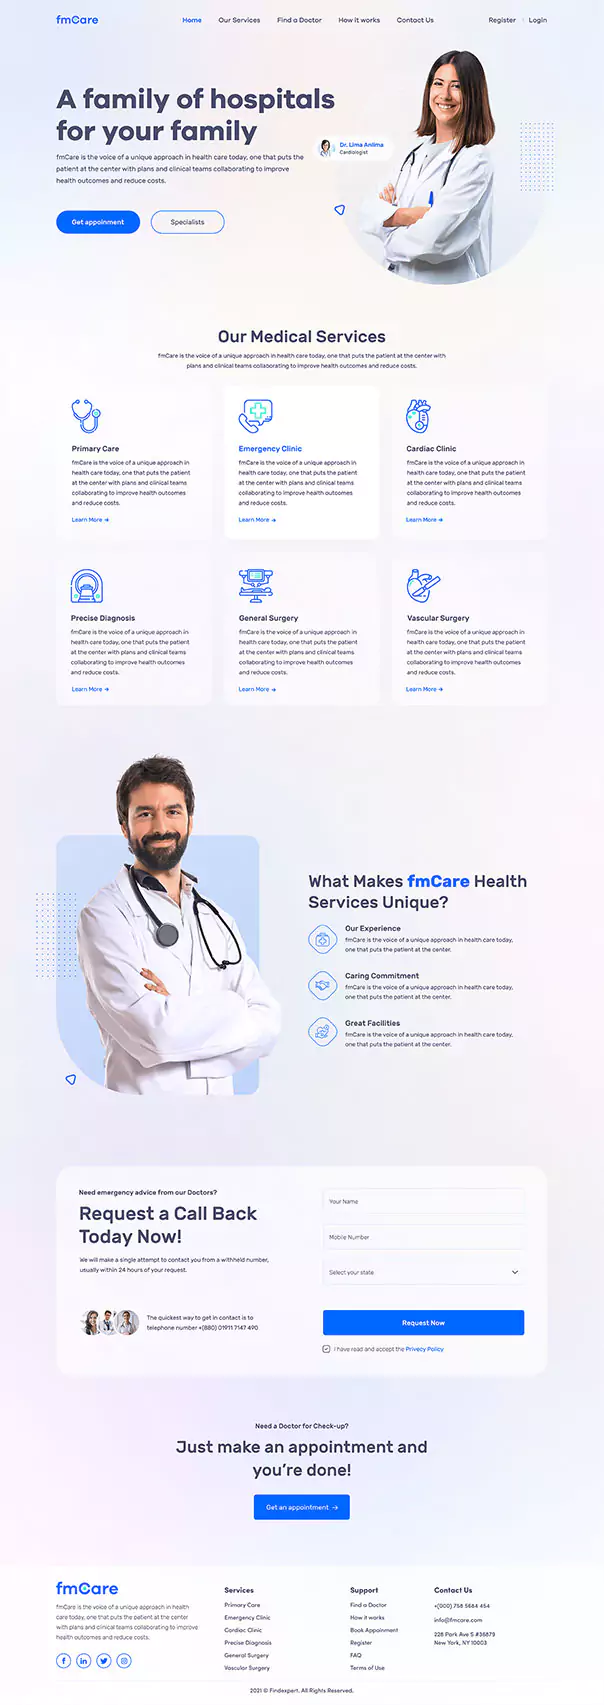 fmCare
Home
Our Services
Find a Doctor
How it works
Contact Us
Register
Login
A family of hospitals
for your family
fmCare is the voice of a unique approach in health care today, one that puts the
patient at the center with plans and clinical teams collaborating to improve
health outcomes and reduce costs.
Dr. Lima Anlima
Cardiologist
Get appoinment
Specialists
Our Medical Services
fmCare is the voice of a unique approach in health care today, one that puts the patient at the center with
plans and clinical teams collaborating to improve health outcomes and reduce costs.
Primary Care
fmCare is the voice of a unique approach in
health care today, one that puts the patient
at the center with plans and clinical teams
collaborating to improve health outcomes
and reduce costs.
Learn More →
Emergency Clinic
fmCare is the voice of a unique approach in
health care today, one that puts the patient
at the center with plans and clinical teams
collaborating to improve health outcomes
and reduce costs.
Learn More →
Cardiac Clinic
fmCare is the voice of a unique approach in
health care today, one that puts the patient
at the center with plans and clinical teams
collaborating to improve health outcomes
and reduce costs.
Learn More →
Precise Diagnosis
fmCare is the voice of a unique approach in
health care today, one that puts the patient
at the center with plans and clinical teams
collaborating to improve health outcomes
and reduce costs.
Learn More →
General Surgery
fmCare is the voice of a unique approach in
health care today, one that puts the patient
at the center with plans and clinical teams
collaborating to improve health outcomes
and reduce costs.
Learn More →
Vascular Surgery
fmCare is the voice of a unique approach in
health care today, one that puts the patient
at the center with plans and clinical teams
collaborating to improve health outcomes
and reduce costs.
Learn More →
What Makes fmCare Health
Services Unique?
Our Experience
fmCare is the voice of a unique approach in health care today,
one that puts the patient at the center.
Caring Commitment
fmCare is the voice of a unique approach in health care today,
one that puts the patient at the center.
Great Facilities
fmCare is the voice of a unique approach in health care today,
one that puts the patient at the center.
Need emergency advice from our Doctors?
Request a Call Back
Today Now!
We will make a single attempt to contact you from a withheld number,
usually within 24 hours of your request.
The quickest way to get in contact is to
telephone number +(880) 01911 7147 490
Your Name
Mobile Number
Select your state
Request Now
I have read and accept the Privacy Policy
Need a Doctor for Check-up?
Just make an appointment and
you're done!
Get an appointment →
fmCare
fmCare is the voice of a unique approach in health
care today, one that puts the patient at the center
with plans and clinical teams collaborating to improve
health outcomes and reduce costs.
Services
Primary Care
Emergency Clinic
Cardiac Clinic
Precise Diagnosis
General Surgery
Vascular Surgery
Support
Find a Doctor
How it works
Book Appoinment
Register
FAQ
Terms of Use
Contact Us
+(000) 758 5684 454
info@fmcare.com
228 Park Ave S #36879
New York, NY 10003
2021 © Findexpert. All Rights Reserved.